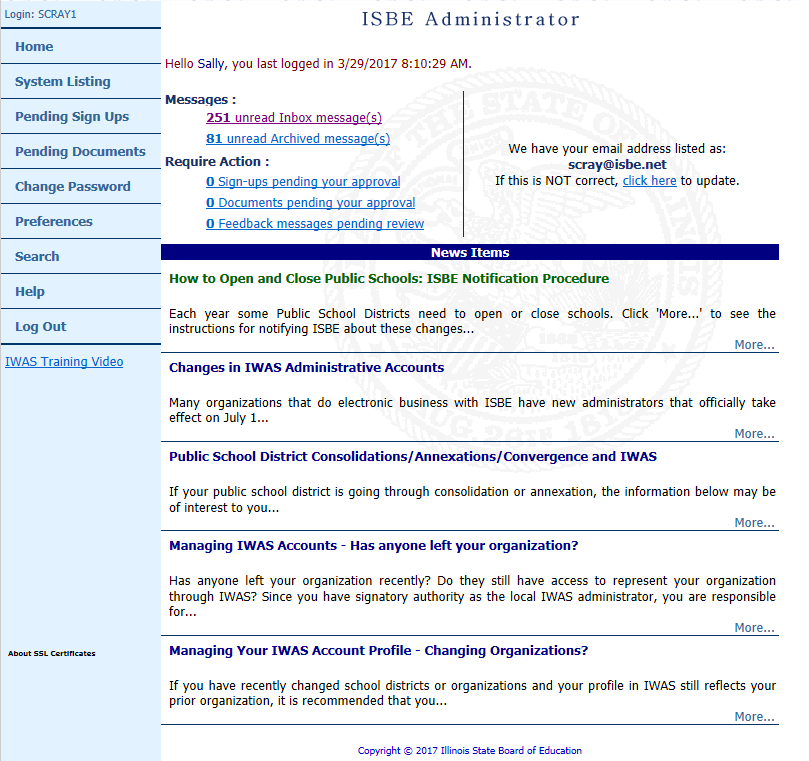 Login: SCRAY1
Home
System Listing
Pending Sign Ups
Pending Documents
Change Password
Preferences
Search
Help
Log Out
IWAS Training Video
About SSL Certificates
ISBE Administrator
Hello Sally, you last logged in 3/29/2017 8:10:29 AM.
Messages :
251 unread Inbox message(s)
81 unread Archived message(s)
Require Action :
0 Sign-ups pending your approval
0 Documents pending your approval
0 Feedback messages pending review
We have your email address listed as:
scray@isbe.net
If this is NOT correct, click here to update.
News Items
How to Open and Close Public Schools: ISBE Notification Procedure
Each year some Public School Districts need to open or close schools. Click 'More...' to see the
instructions for notifying ISBE about these changes...
More...
Changes in IWAS Administrative Accounts
Many organizations that do electronic business with ISBE have new administrators that officially take
effect on July 1...
More...
Public School District Consolidations/Annexations/Convergence and IWAS
If your public school district is going through consolidation or annexation, the information below may be
of interest to you...
More...
Managing IWAS Accounts - Has anyone left your organization?
Has anyone left your organization recently? Do they still have access to represent your organization
through IWAS? Since you have signatory authority as the local IWAS administrator, you are responsible
for...
More...
Managing Your IWAS Account Profile - Changing Organizations?
If you have recently changed school districts or organizations and your profile in IWAS still reflects your
prior organization, it is recommended that you...
More...
Copyright © 2017 Illinois State Board of Education